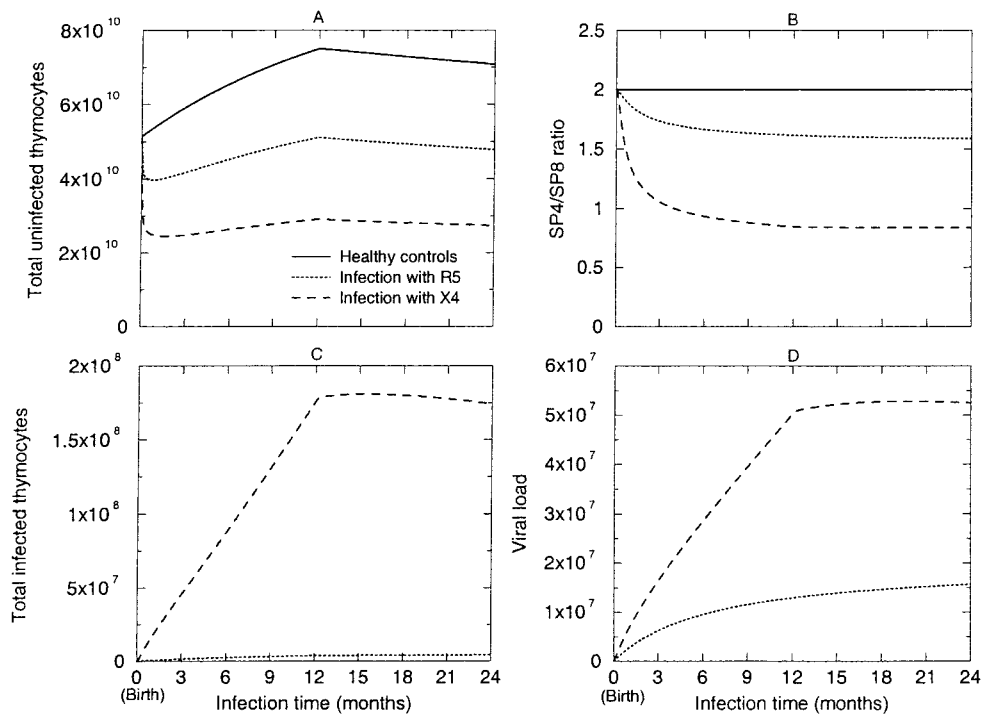 A
Total uninfected thymocytes
8x10^10
6x10^10
4x10^10
2x10^10
0
Healthy controls
Infection with R5
Infection with X4
B
SP4/SP8 ratio
2.5
2
1.5
1
0.5
0
C
Total infected thymocytes
2x10^8
1.5x10^8
1x10^8
5x10^7
0
0 3 6 9 12 15 18 21 24
(Birth)
Infection time (months)
D
Viral load
6x10^7
5x10^7
4x10^7
3x10^7
2x10^7
1x10^7
0
0 3 6 9 12 15 18 21 24
(Birth)
Infection time (months)